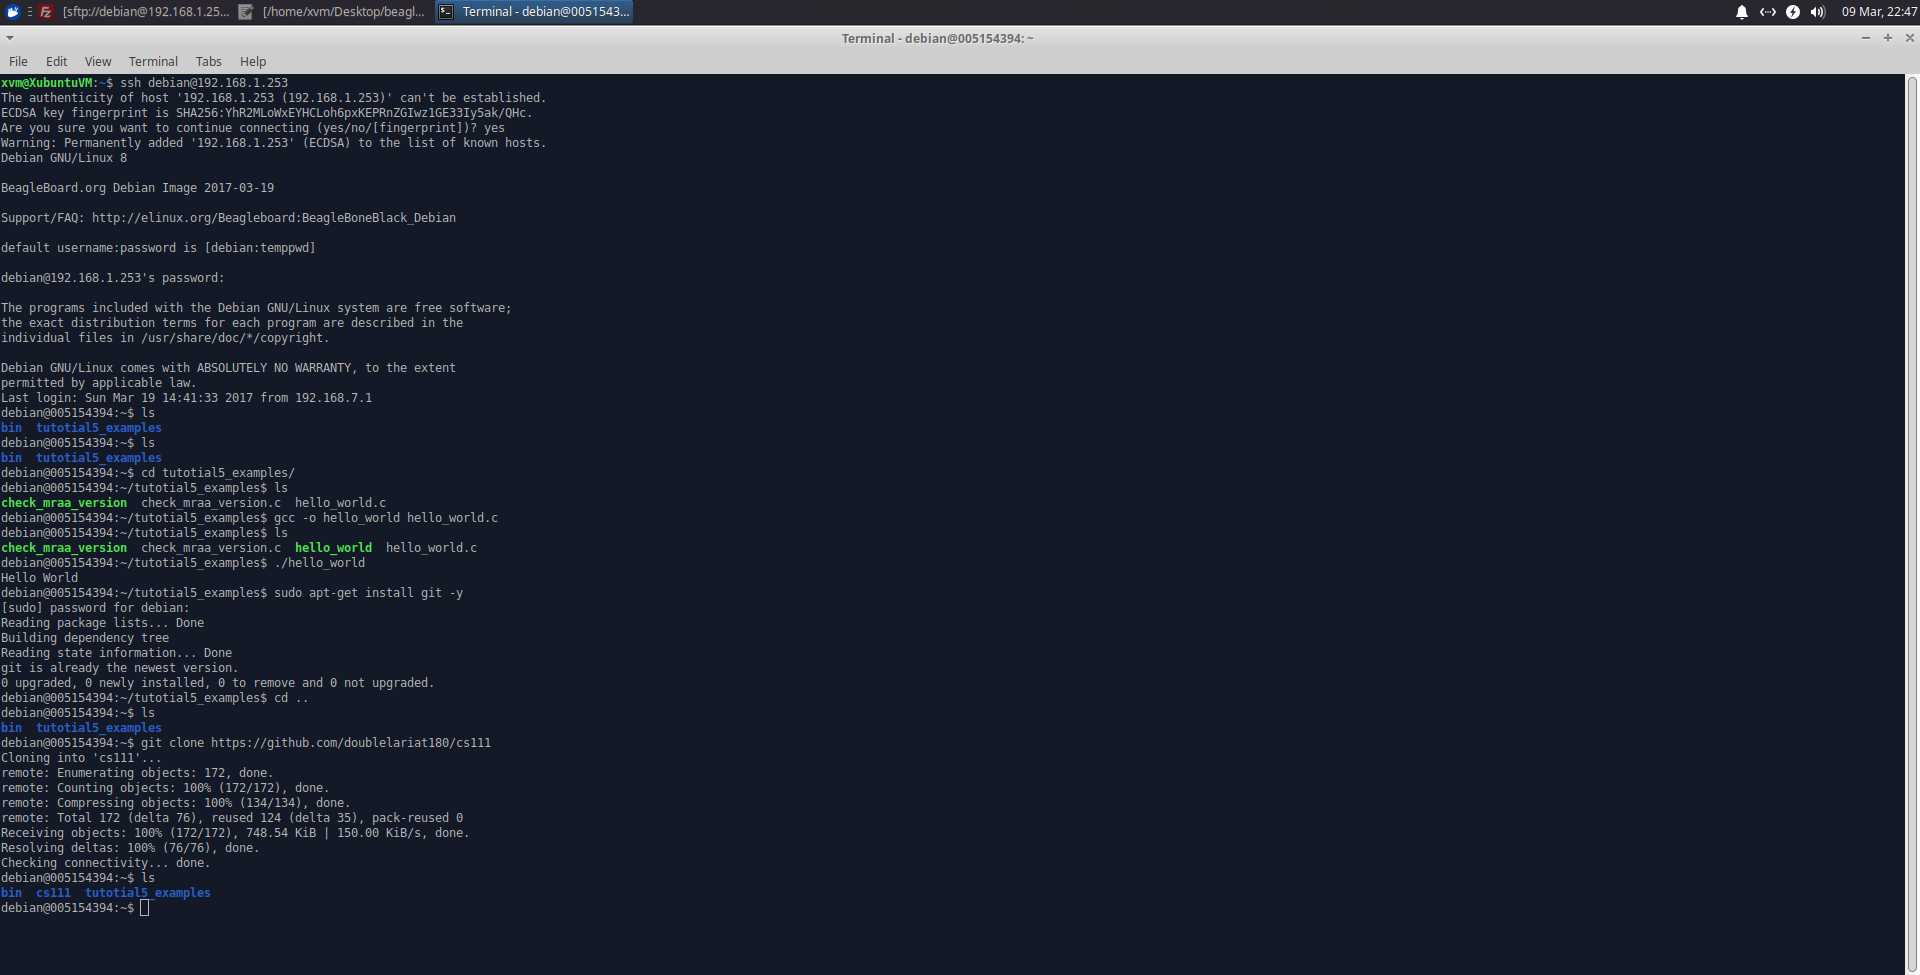 [sftp://debian@192.168.1.25... [/home/xvm/Desktop/beagl... Terminal - debian@0051543... 09 Mar, 22:47
Terminal - debian@005154394: ~
File Edit View Terminal Tabs Help
xvm@XubuntuVM:~$ ssh debian@192.168.1.253
The authenticity of host '192.168.1.253 (192.168.1.253)' can't be established.
ECDSA key fingerprint is SHA256:YhR2MLoWxEYHCLoh6pxKEPRnZGIwz1GE33Iy5ak/QHc.
Are you sure you want to continue connecting (yes/no/[fingerprint])? yes
Warning: Permanently added '192.168.1.253' (ECDSA) to the list of known hosts.
Debian GNU/Linux 8
BeagleBoard.org Debian Image 2017-03-19
Support/FAQ: http://elinux.org/Beagleboard:BeagleBoneBlack_Debian
default username:password is [debian:temppwd]
debian@192.168.1.253's password:
The programs included with the Debian GNU/Linux system are free software;
the exact distribution terms for each program are described in the
individual files in /usr/share/doc/*/copyright.
Debian GNU/Linux comes with ABSOLUTELY NO WARRANTY, to the extent
permitted by applicable law.
Last login: Sun Mar 19 14:41:33 2017 from 192.168.7.1
debian@005154394:~$ ls
bin  tutotial5_examples
debian@005154394:~$ ls
bin  tutotial5_examples
debian@005154394:~$ cd tutotial5_examples/
debian@005154394:~/tutotial5_examples$ ls
check_mraa_version  check_mraa_version.c  hello_world.c
debian@005154394:~/tutotial5_examples$ gcc -o hello_world hello_world.c
debian@005154394:~/tutotial5_examples$ ls
check_mraa_version  check_mraa_version.c  hello_world  hello_world.c
debian@005154394:~/tutotial5_examples$ ./hello_world
Hello World
debian@005154394:~/tutotial5_examples$ sudo apt-get install git -y
[sudo] password for debian:
Reading package lists... Done
Building dependency tree
Reading state information... Done
git is already the newest version.
0 upgraded, 0 newly installed, 0 to remove and 0 not upgraded.
debian@005154394:~/tutotial5_examples$ cd ..
debian@005154394:~$ ls
bin  tutotial5_examples
debian@005154394:~$ git clone https://github.com/doublelariat180/cs111
Cloning into 'cs111'...
remote: Enumerating objects: 172, done.
remote: Counting objects: 100% (172/172), done.
remote: Compressing objects: 100% (134/134), done.
remote: Total 172 (delta 76), reused 124 (delta 35), pack-reused 0
Receiving objects: 100% (172/172), 748.54 KiB | 150.00 KiB/s, done.
Resolving deltas: 100% (76/76), done.
Checking connectivity... done.
debian@005154394:~$ ls
bin  cs111  tutotial5_examples
debian@005154394:~$